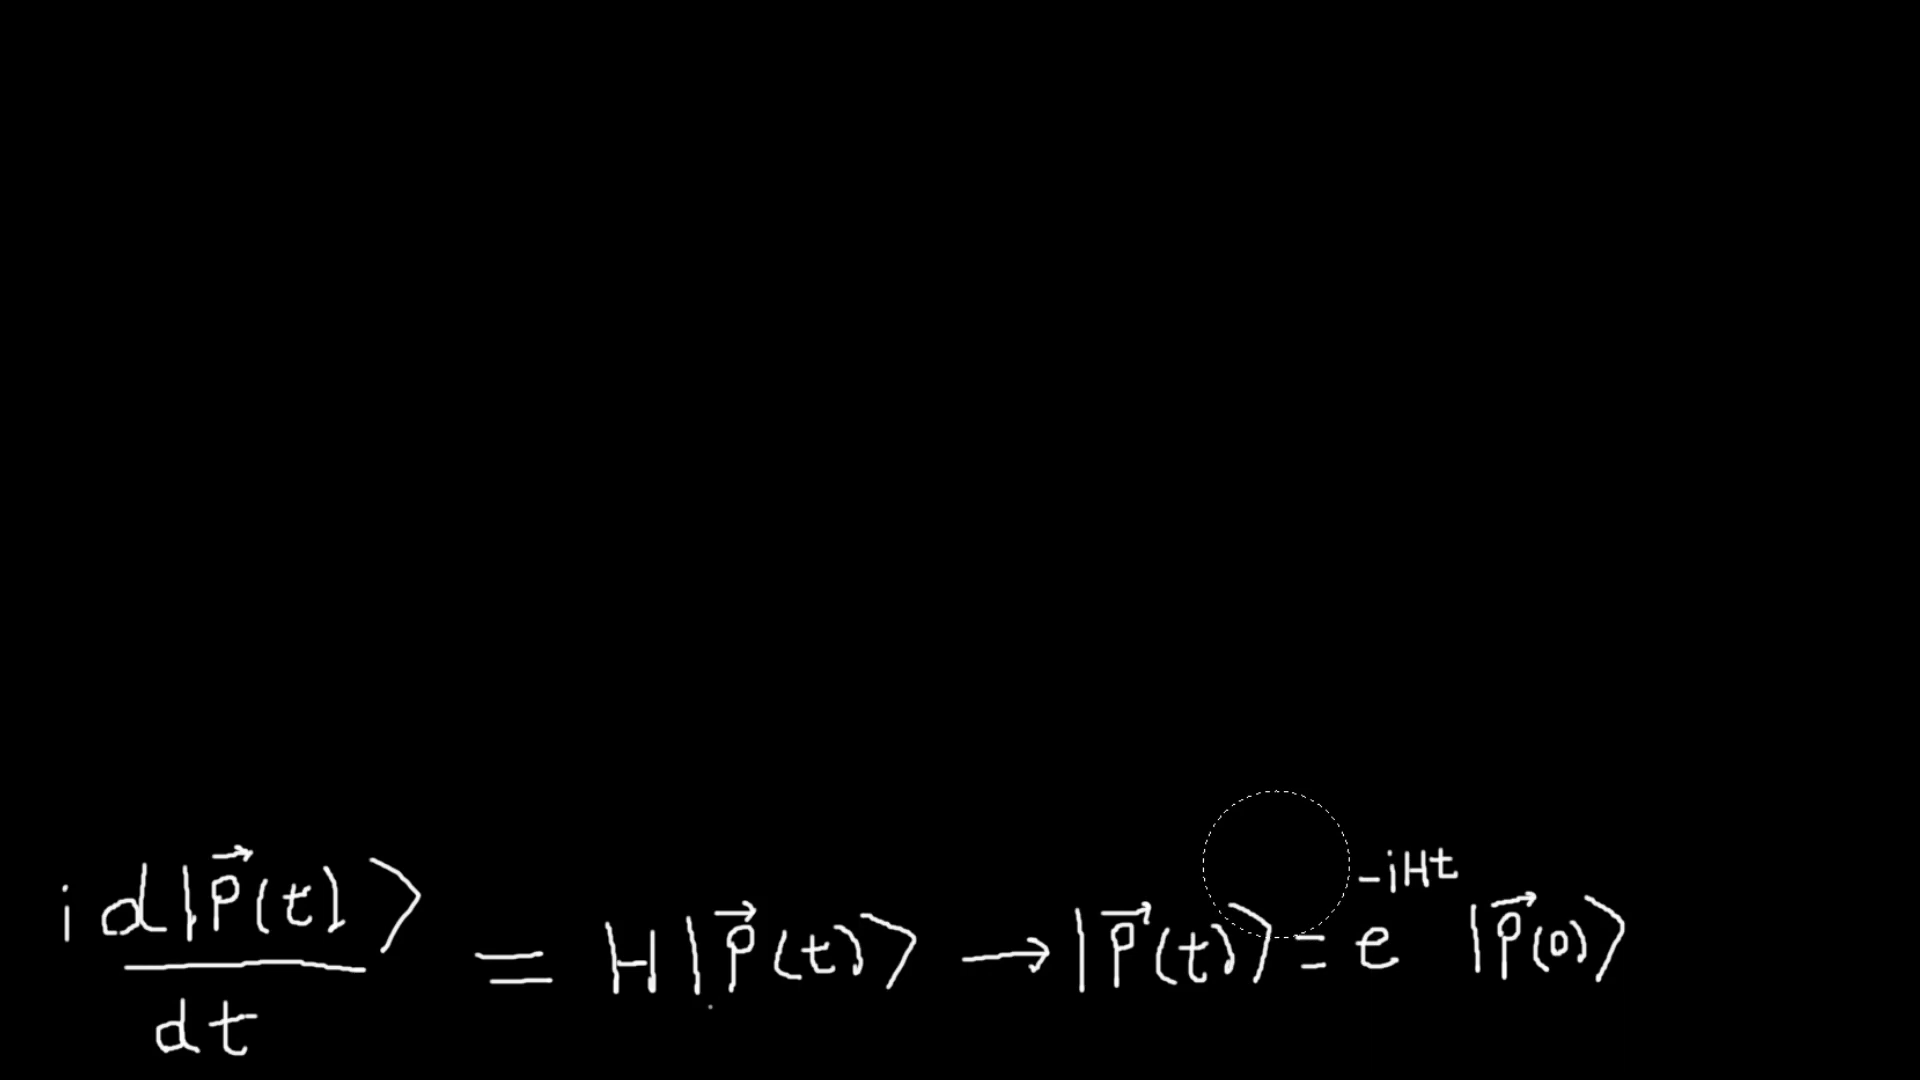 i d|p⃗(t)⟩/dt = H|p⃗(t)⟩ → |p⃗(t)⟩ = e^{-iHt} |p⃗(0)⟩